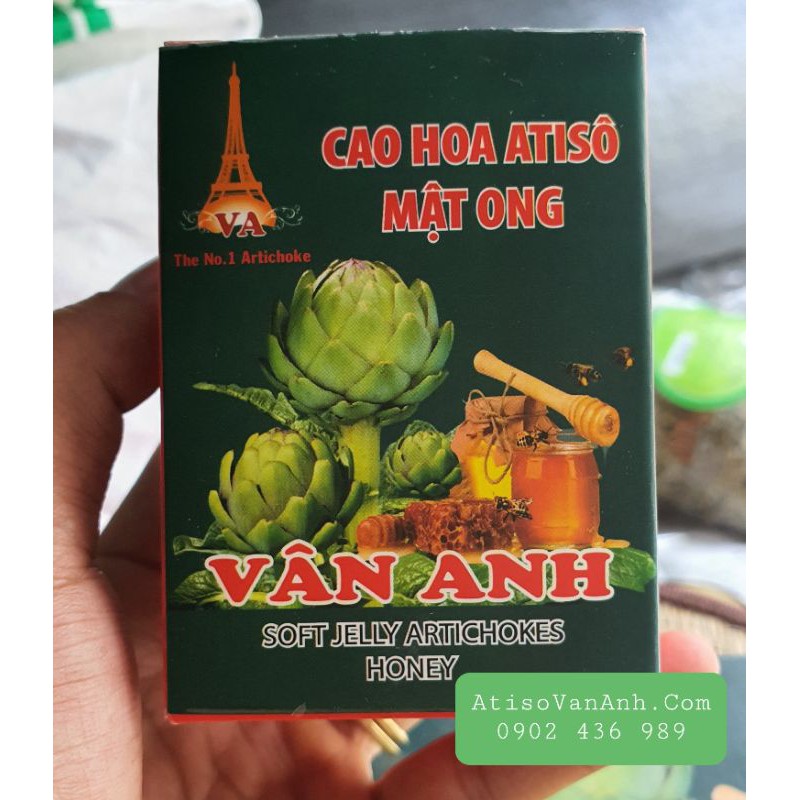 CAO HOA ATISÔ
MẬT ONG
VA
The No.1 Artichoke
VÂN ANH
SOFT JELLY ARTICHOKES
HONEY
AtisoVanAnh.Com
0902 436 989